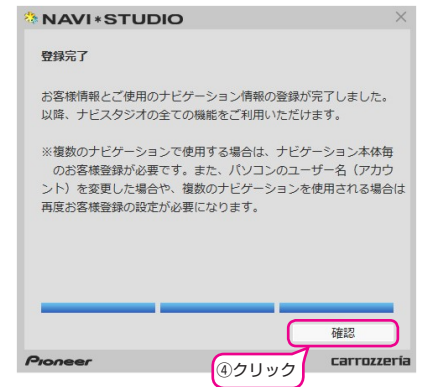 NAVI*STUDIO
登録完了
お客様情報とご使用のナビゲーション情報の登録が完了しました。
以降、ナビスタジオの全ての機能をご利用いただけます。
※複数のナビゲーションで使用する場合は、ナビゲーション本体毎
のお客様登録が必要です。また、パソコンのユーザー名（アカウ
ント）を変更した場合や、複数のナビゲーションを使用される場合は
再度お客様登録の設定が必要になります。
確認
Pioneer
④クリック
carrozzeria